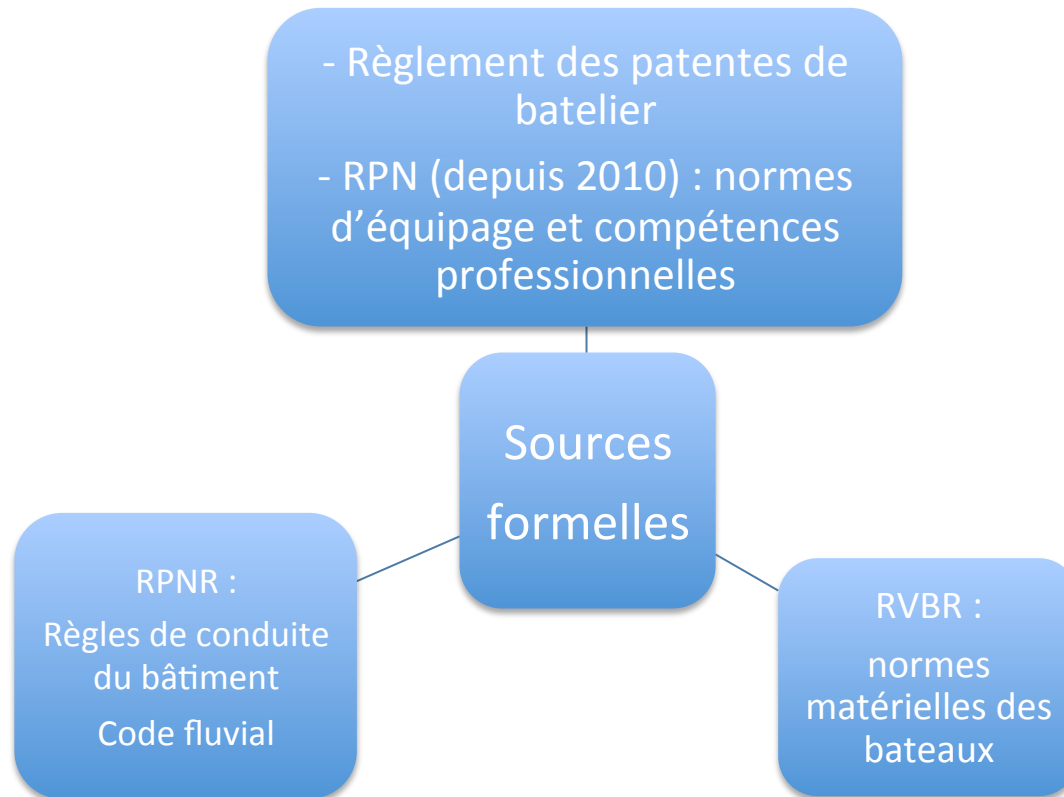 - Règlement des patentes de
batelier
- RPN (depuis 2010) : normes
d’équipage et compétences
professionnelles
Sources
formelles
RPNR :
Règles de conduite
du bâtiment
Code fluvial
RVBR :
normes
matérielles des
bateaux